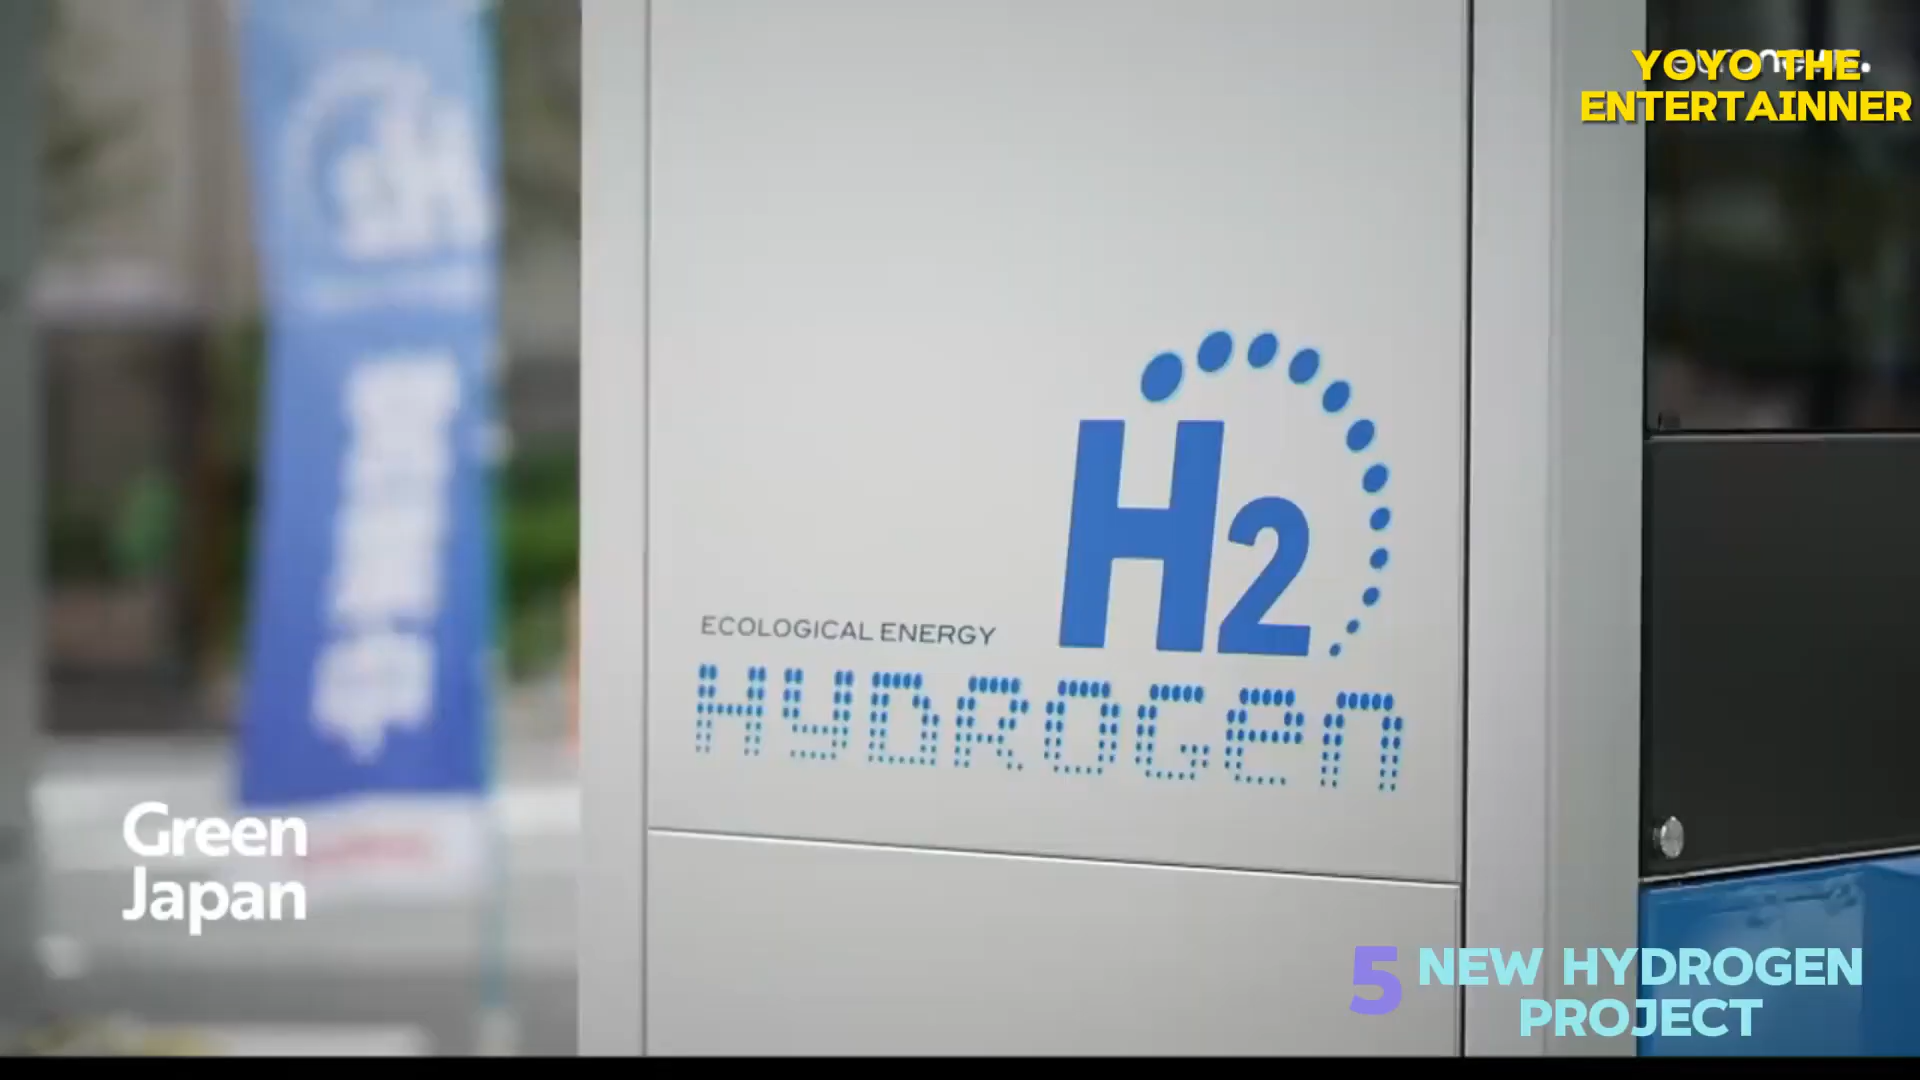 YOYO THE
ENTERTAINNER
H2
ECOLOGICAL ENERGY
HYDROGen
Green
Japan
5 NEW HYDROGEN
PROJECT